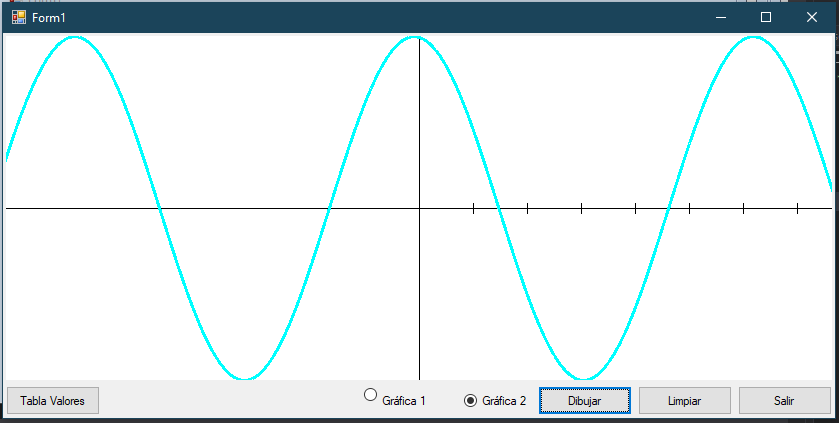 Form1
Tabla Valores
Gráfica 1
Gráfica 2
Dibujar
Limpiar
Salir